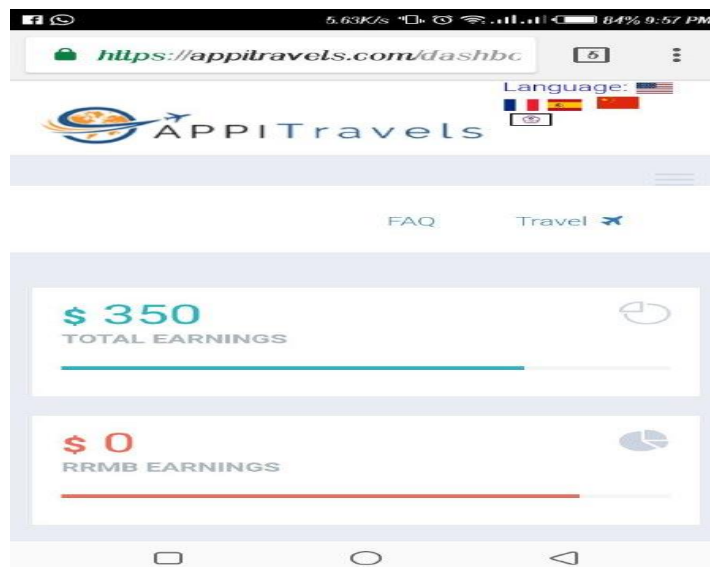 5.63K/s 84% 9:57 PM
https://appitravels.com/dashbc
5
Language:
APPITravels
FAQ Travel
$ 350
TOTAL EARNINGS
$ 0
RRMB EARNINGS